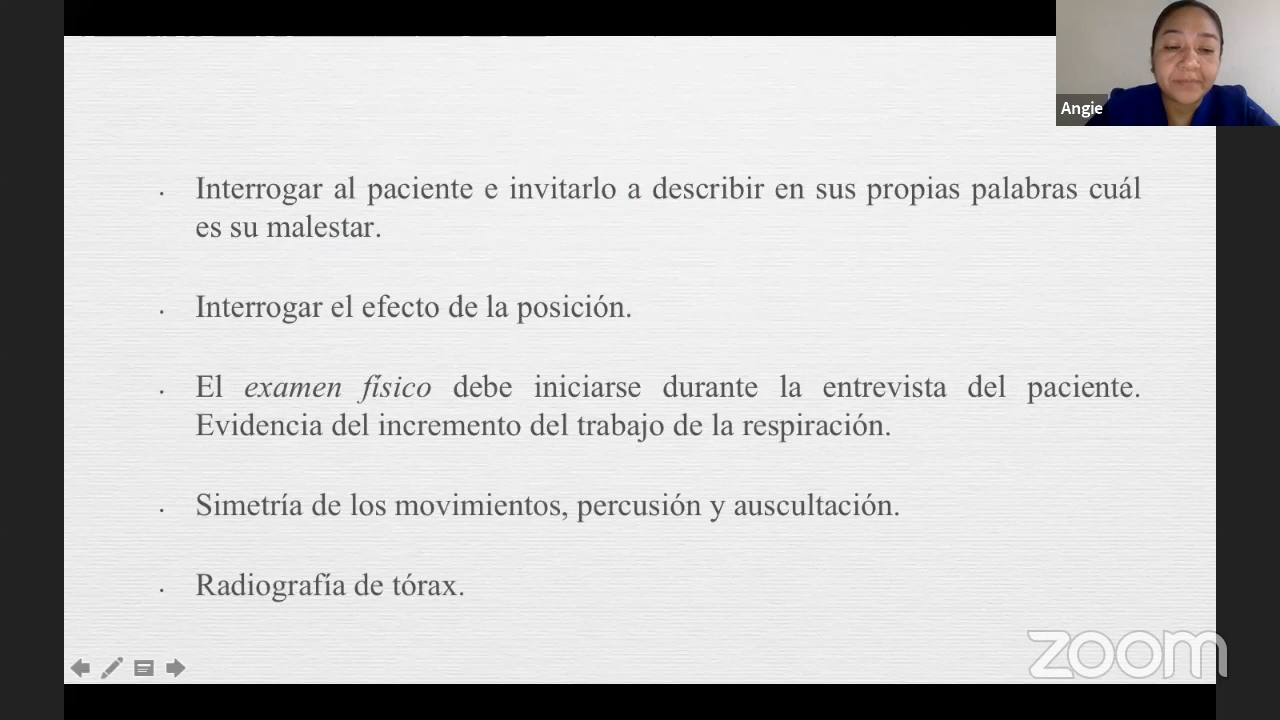 Angie
· Interrogar al paciente e invitarlo a describir en sus propias palabras cuál
es su malestar.
· Interrogar el efecto de la posición.
· El examen físico debe iniciarse durante la entrevista del paciente.
Evidencia del incremento del trabajo de la respiración.
· Simetría de los movimientos, percusión y auscultación.
· Radiografía de tórax.
zoom